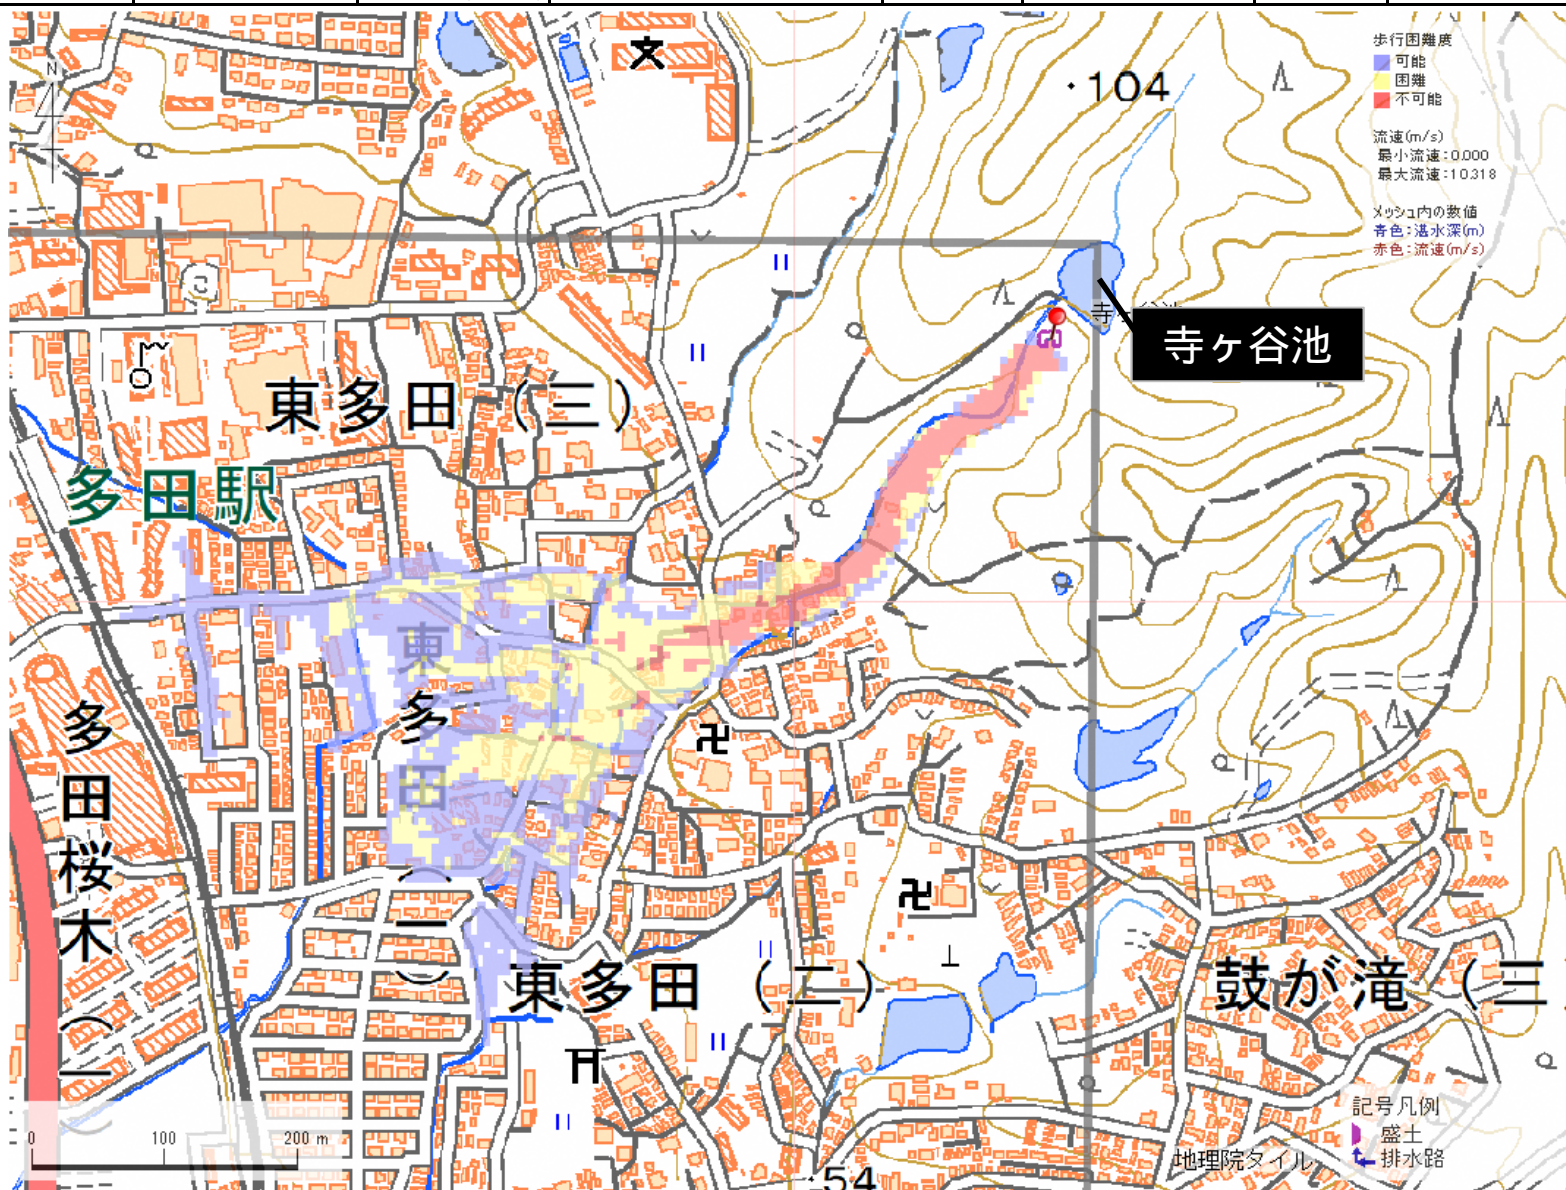 歩行困難度
可能
困難
不可能
流速(m/s)
最小流速:0.000
最大流速:10.318
メッシュ内の数値
青色:湛水深(m)
赤色:流速(m/s)
N
104
寺ヶ谷池
東多田(三)
多田駅
東多田(一)
多田桜木(一)
東多田(二)
鼓が滝(三
54
0 100 200 m
記号凡例
盛土
排水路
地理院タイル